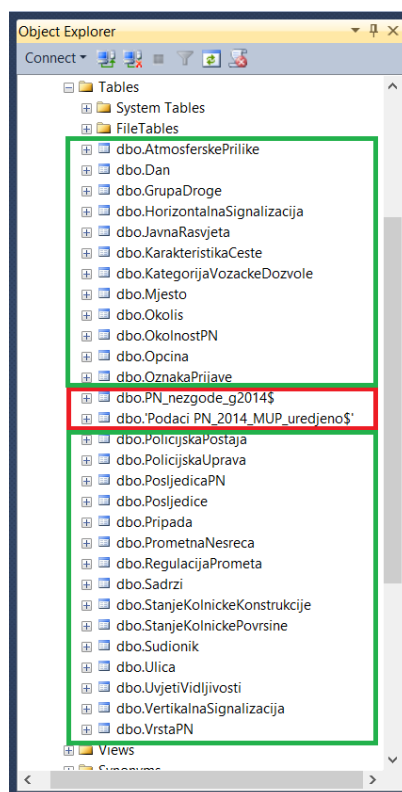 Object Explorer
Connect
Tables
System Tables
FileTables
dbo.AtmosferskePrilike
dbo.Dan
dbo.GrupaDroge
dbo.HorizontalnaSignalizacija
dbo.JavnaRasvjeta
dbo.KarakteristikaCeste
dbo.KategorijaVozackeDozvole
dbo.Mjesto
dbo.Okolis
dbo.OkolnostPN
dbo.Opcina
dbo.OznakaPrijave
dbo.PN_nezgode_g2014$
dbo.'Podaci PN_2014_MUP_uredjeno$'
dbo.PolicijskaPostaja
dbo.PolicijskaUprava
dbo.PosljedicaPN
dbo.Posljedice
dbo.Pripada
dbo.PrometnaNesreca
dbo.RegulacijaPrometa
dbo.Sadrzi
dbo.StanjeKolnickeKonstrukcije
dbo.StanjeKolnickePovrsine
dbo.Sudionik
dbo.Ulica
dbo.UvjetiVidljivosti
dbo.VertikalnaSignalizacija
dbo.VrstaPN
Views
Synonyms